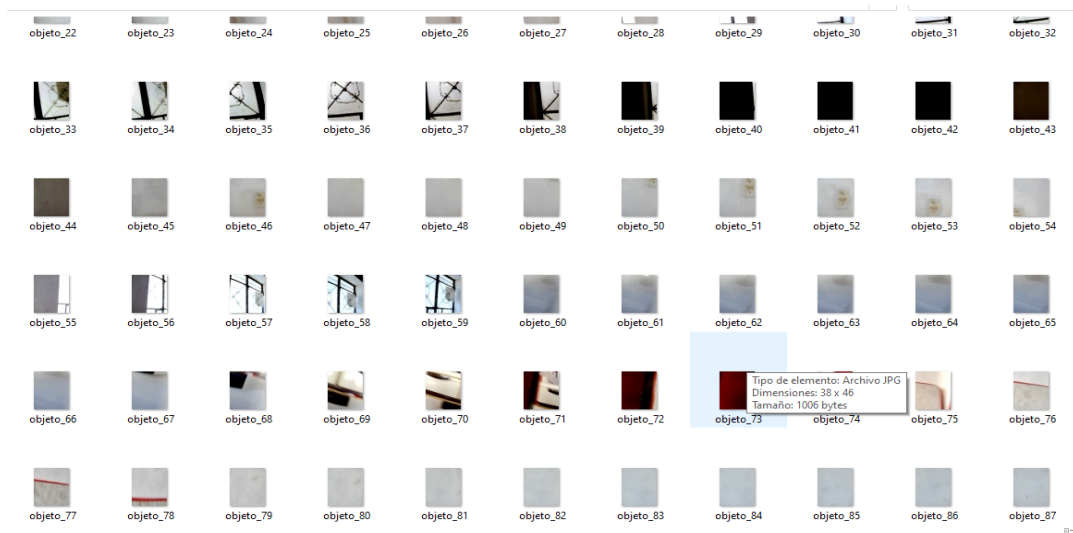 objeto_22 objeto_23 objeto_24 objeto_25 objeto_26 objeto_27 objeto_28 objeto_29 objeto_30 objeto_31 objeto_32
objeto_33 objeto_34 objeto_35 objeto_36 objeto_37 objeto_38 objeto_39 objeto_40 objeto_41 objeto_42 objeto_43
objeto_44 objeto_45 objeto_46 objeto_47 objeto_48 objeto_49 objeto_50 objeto_51 objeto_52 objeto_53 objeto_54
objeto_55 objeto_56 objeto_57 objeto_58 objeto_59 objeto_60 objeto_61 objeto_62 objeto_63 objeto_64 objeto_65
Tipo de elemento: Archivo JPG
Dimensiones: 38 x 46
Tamaño: 1006 bytes
objeto_66 objeto_67 objeto_68 objeto_69 objeto_70 objeto_71 objeto_72 objeto_73 objeto_74 objeto_75 objeto_76
objeto_77 objeto_78 objeto_79 objeto_80 objeto_81 objeto_82 objeto_83 objeto_84 objeto_85 objeto_86 objeto_87